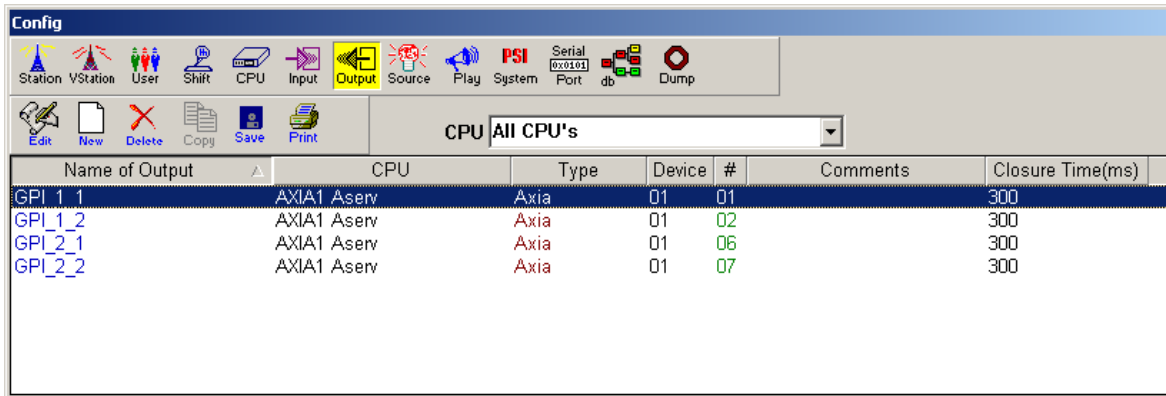 Config
Station VStation User Shift CPU Input Output Source Play PSI System Serial 0x0101 Port db Dump
Edit New Delete Copy Save Print CPU All CPU's
Name of Output CPU Type Device # Comments Closure Time(ms)
GPI_1_1 AXIA1 Aserv Axia 01 01 300
GPI_1_2 AXIA1 Aserv Axia 01 02 300
GPI_2_1 AXIA1 Aserv Axia 01 06 300
GPI_2_2 AXIA1 Aserv Axia 01 07 300